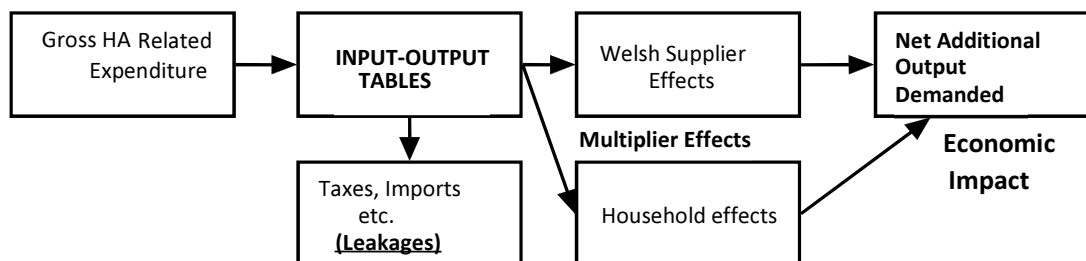 Gross HA Related
Expenditure
INPUT-OUTPUT
TABLES
Welsh Supplier
Effects
Net Additional
Output
Demanded
Multiplier Effects
Economic
Impact
Taxes, Imports
etc.
(Leakages)
Household effects